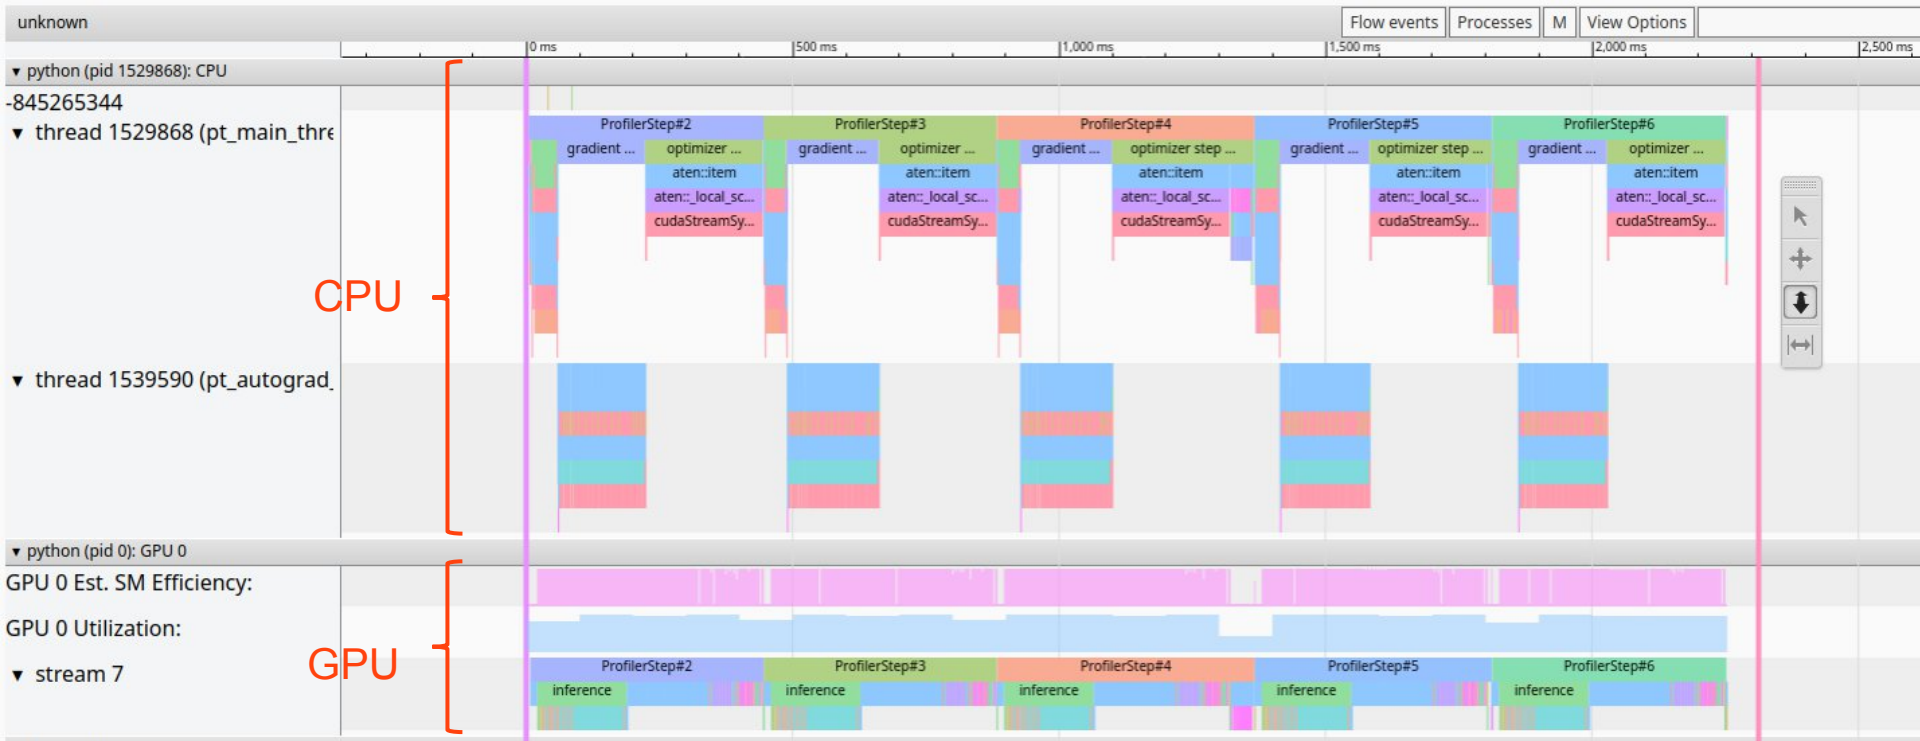 unknown
Flow events Processes M View Options
0 ms 500 ms 1,000 ms 1,500 ms 2,000 ms 2,500 ms
▾ python (pid 1529868): CPU
-845265344
▾ thread 1529868 (pt_main_thre
ProfilerStep#2 ProfilerStep#3 ProfilerStep#4 ProfilerStep#5 ProfilerStep#6
gradient ... optimizer ... gradient ... optimizer ... gradient ... optimizer step ... gradient ... optimizer step ... gradient ... optimizer ...
aten::item aten::item aten::item aten::item aten::item
aten::_local_sc... aten::_local_sc... aten::_local_sc... aten::_local_sc... aten::_local_sc...
cudaStreamSy... cudaStreamSy... cudaStreamSy... cudaStreamSy... cudaStreamSy...
CPU
▾ thread 1539590 (pt_autograd_
▾ python (pid 0): GPU 0
GPU 0 Est. SM Efficiency:
GPU 0 Utilization:
GPU
▾ stream 7
ProfilerStep#2 ProfilerStep#3 ProfilerStep#4 ProfilerStep#5 ProfilerStep#6
inference inference inference inference inference